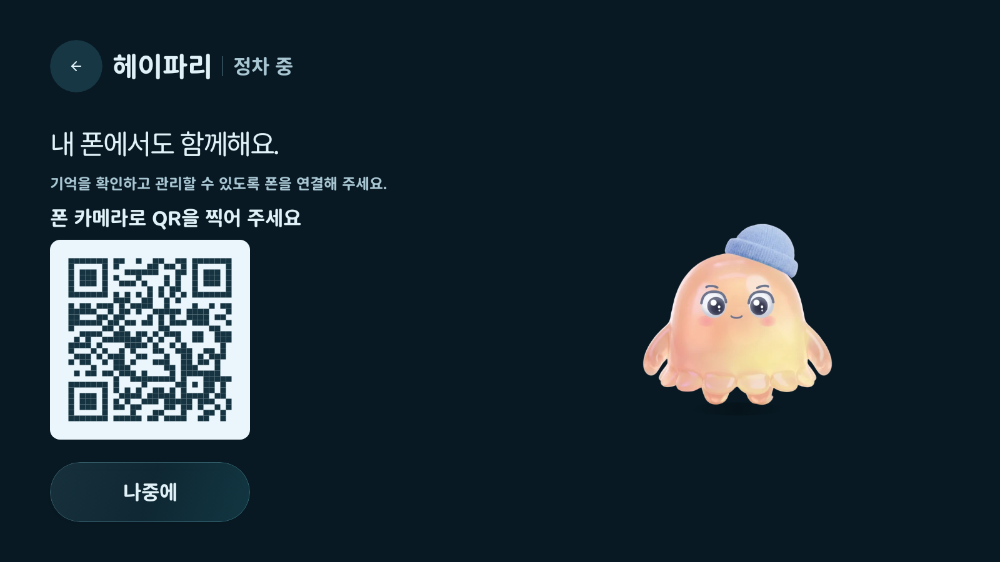 헤이파리 정차 중
내 폰에서도 함께해요.
기억을 확인하고 관리할 수 있도록 폰을 연결해 주세요.
폰 카메라로 QR을 찍어 주세요
나중에